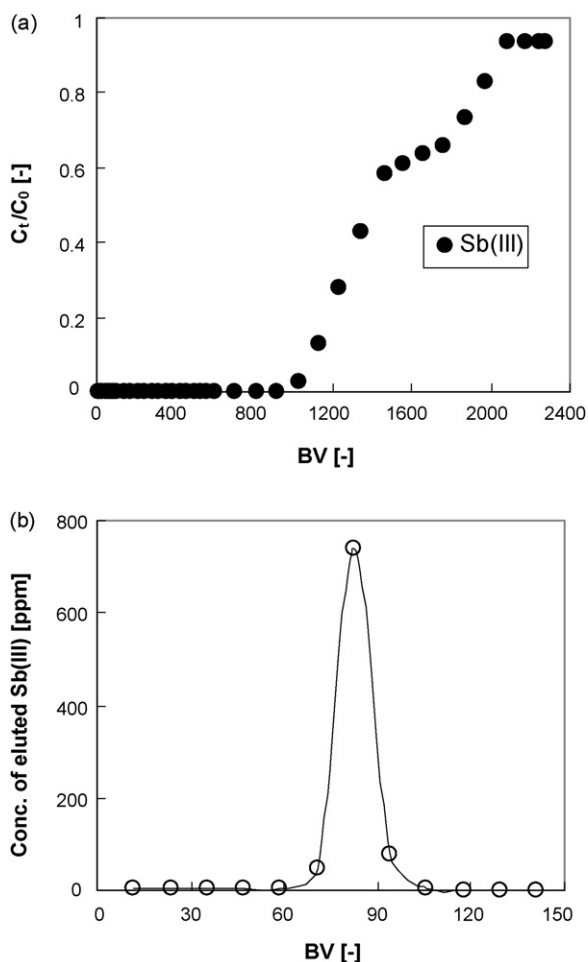 (a)
1
0.8
0.6
0.4
0.2
0
C_t/C_0 [-]
Sb(III)
0 400 800 1200 1600 2000 2400
BV [-]
(b)
800
600
400
200
0
Conc. of eluted Sb(III) [ppm]
0 30 60 90 120 150
BV [-]